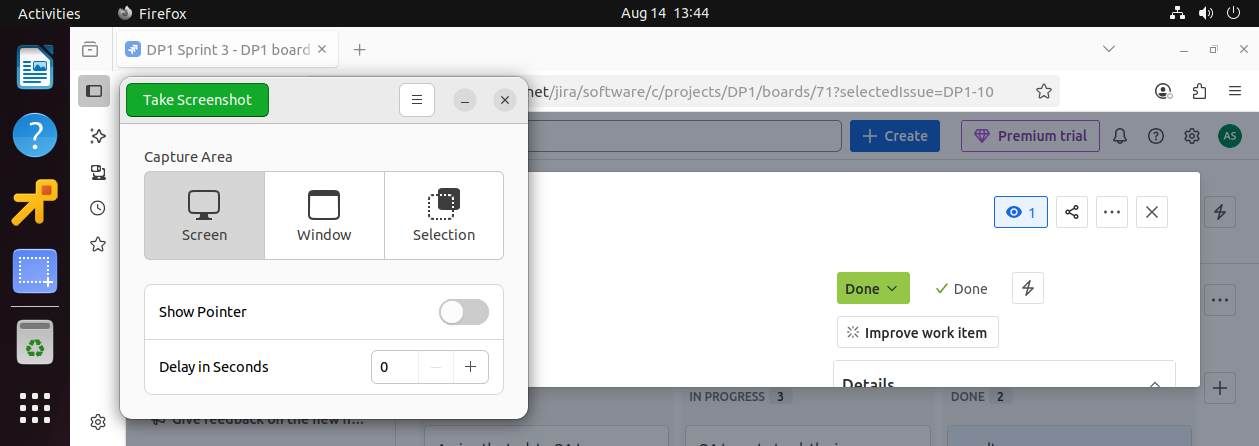 Activities
Firefox
Aug 14 13:44
DP1 Sprint 3 - DP1 board
net/jira/software/c/projects/DP1/boards/71?selectedIssue=DP1-10
Take Screenshot
Create
Premium trial
AS
Capture Area
Screen
Window
Selection
1
Show Pointer
Delay in Seconds
0
Done
Done
Improve work item
Details
IN PROGRESS 3
DONE 2
Give feedback on the new